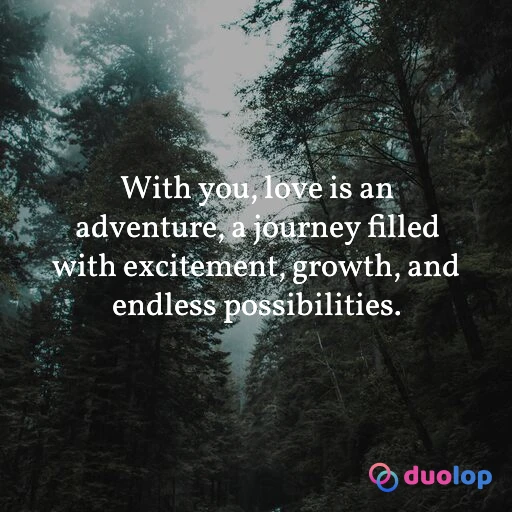 With you, love is an
adventure, a journey filled
with excitement, growth, and
endless possibilities.
duolop